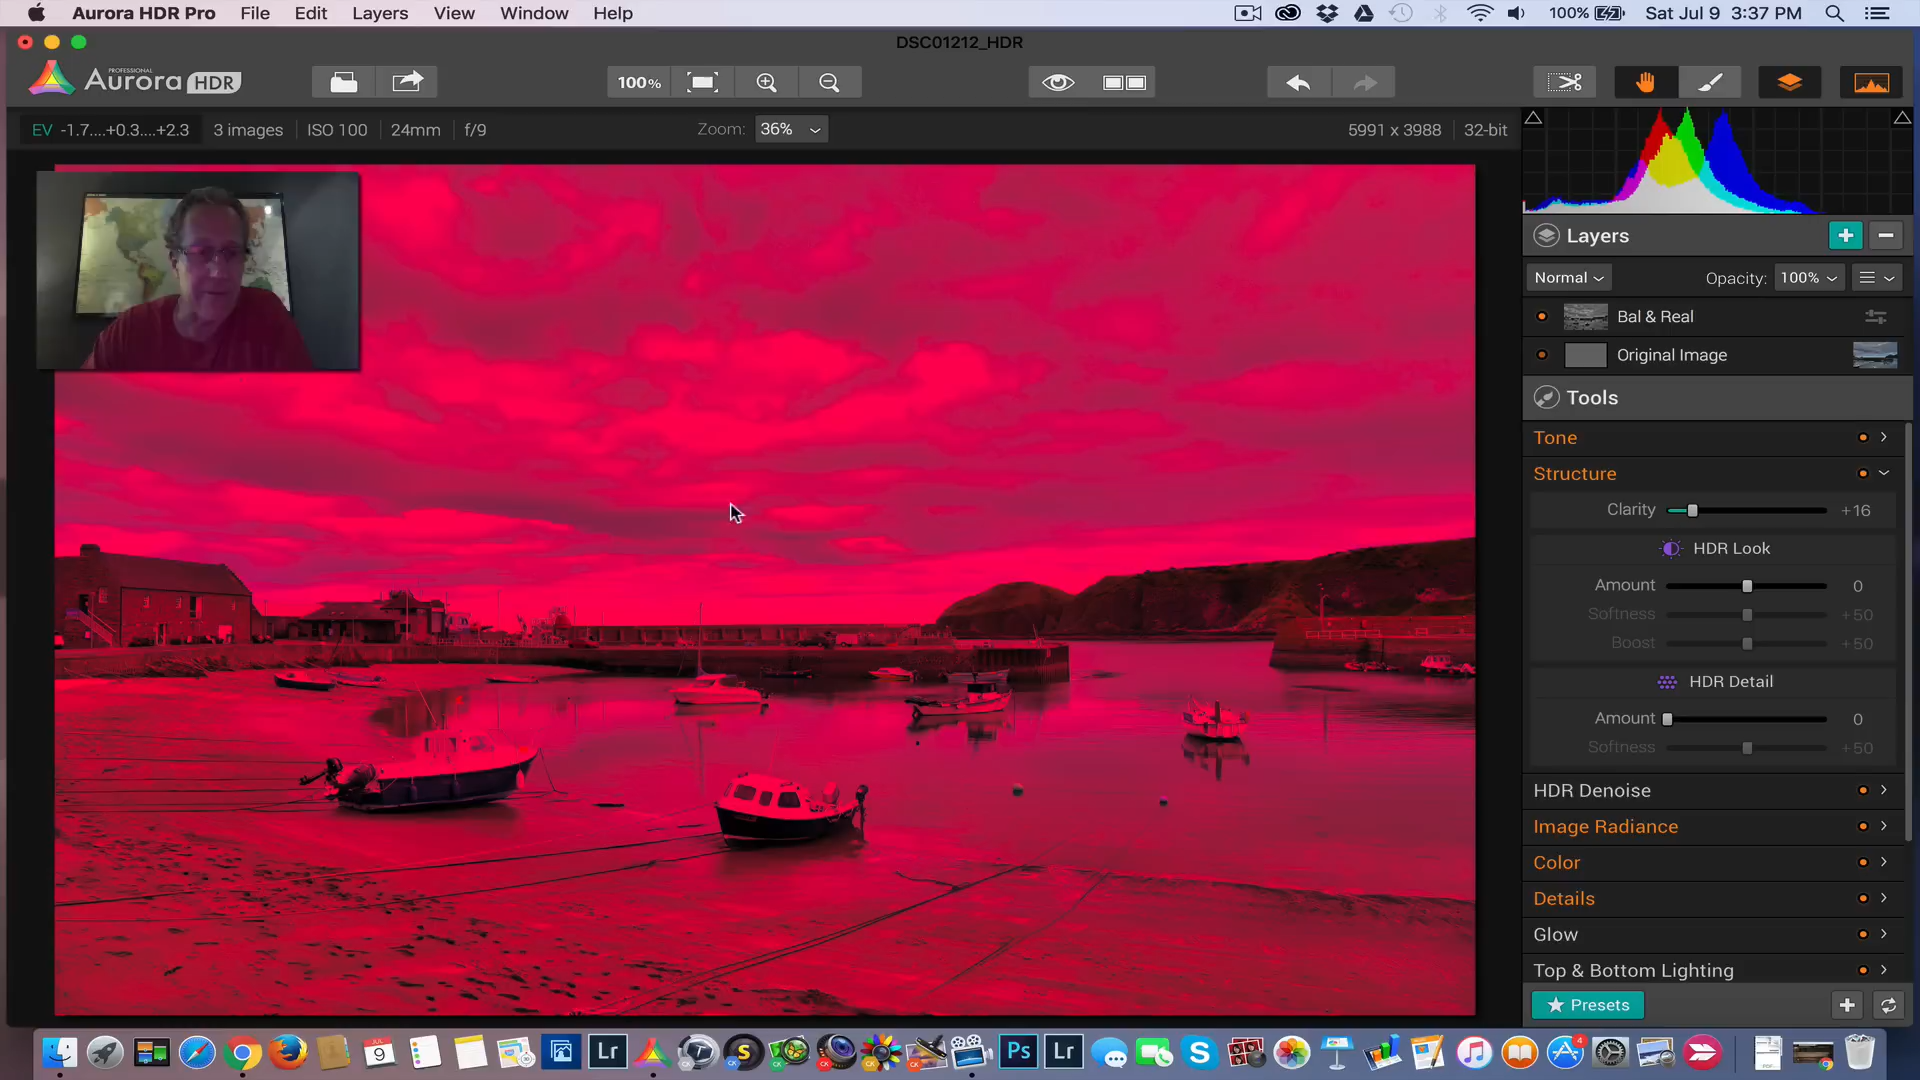 Aurora HDR Pro File Edit Layers View Window Help 100% Sat Jul 9 3:37 PM
DSC01212_HDR
PROFESSIONAL
Aurora HDR
100%
EV -1.7....+0.3....+2.3 3 images ISO 100 24mm f/9 Zoom: 36% 5991 x 3988 32-bit
Layers
Normal Opacity: 100%
Bal & Real
Original Image
Tools
Tone
Structure
Clarity +16
HDR Look
Amount 0
Softness +50
Boost +50
HDR Detail
Amount 0
Softness +50
HDR Denoise
Image Radiance
Color
Details
Glow
Top & Bottom Lighting
Presets
JUL
9
Lr
T
S
Ps
Lr
S
4